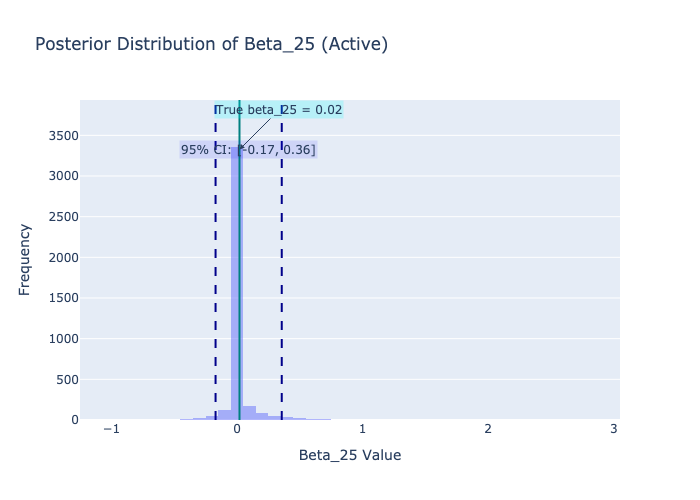 Posterior Distribution of Beta_25 (Active)
True beta_25 = 0.02
95% CI: [-0.17, 0.36]
3500
3000
2500
2000
1500
1000
500
0
Frequency
−1
0
1
2
3
Beta_25 Value